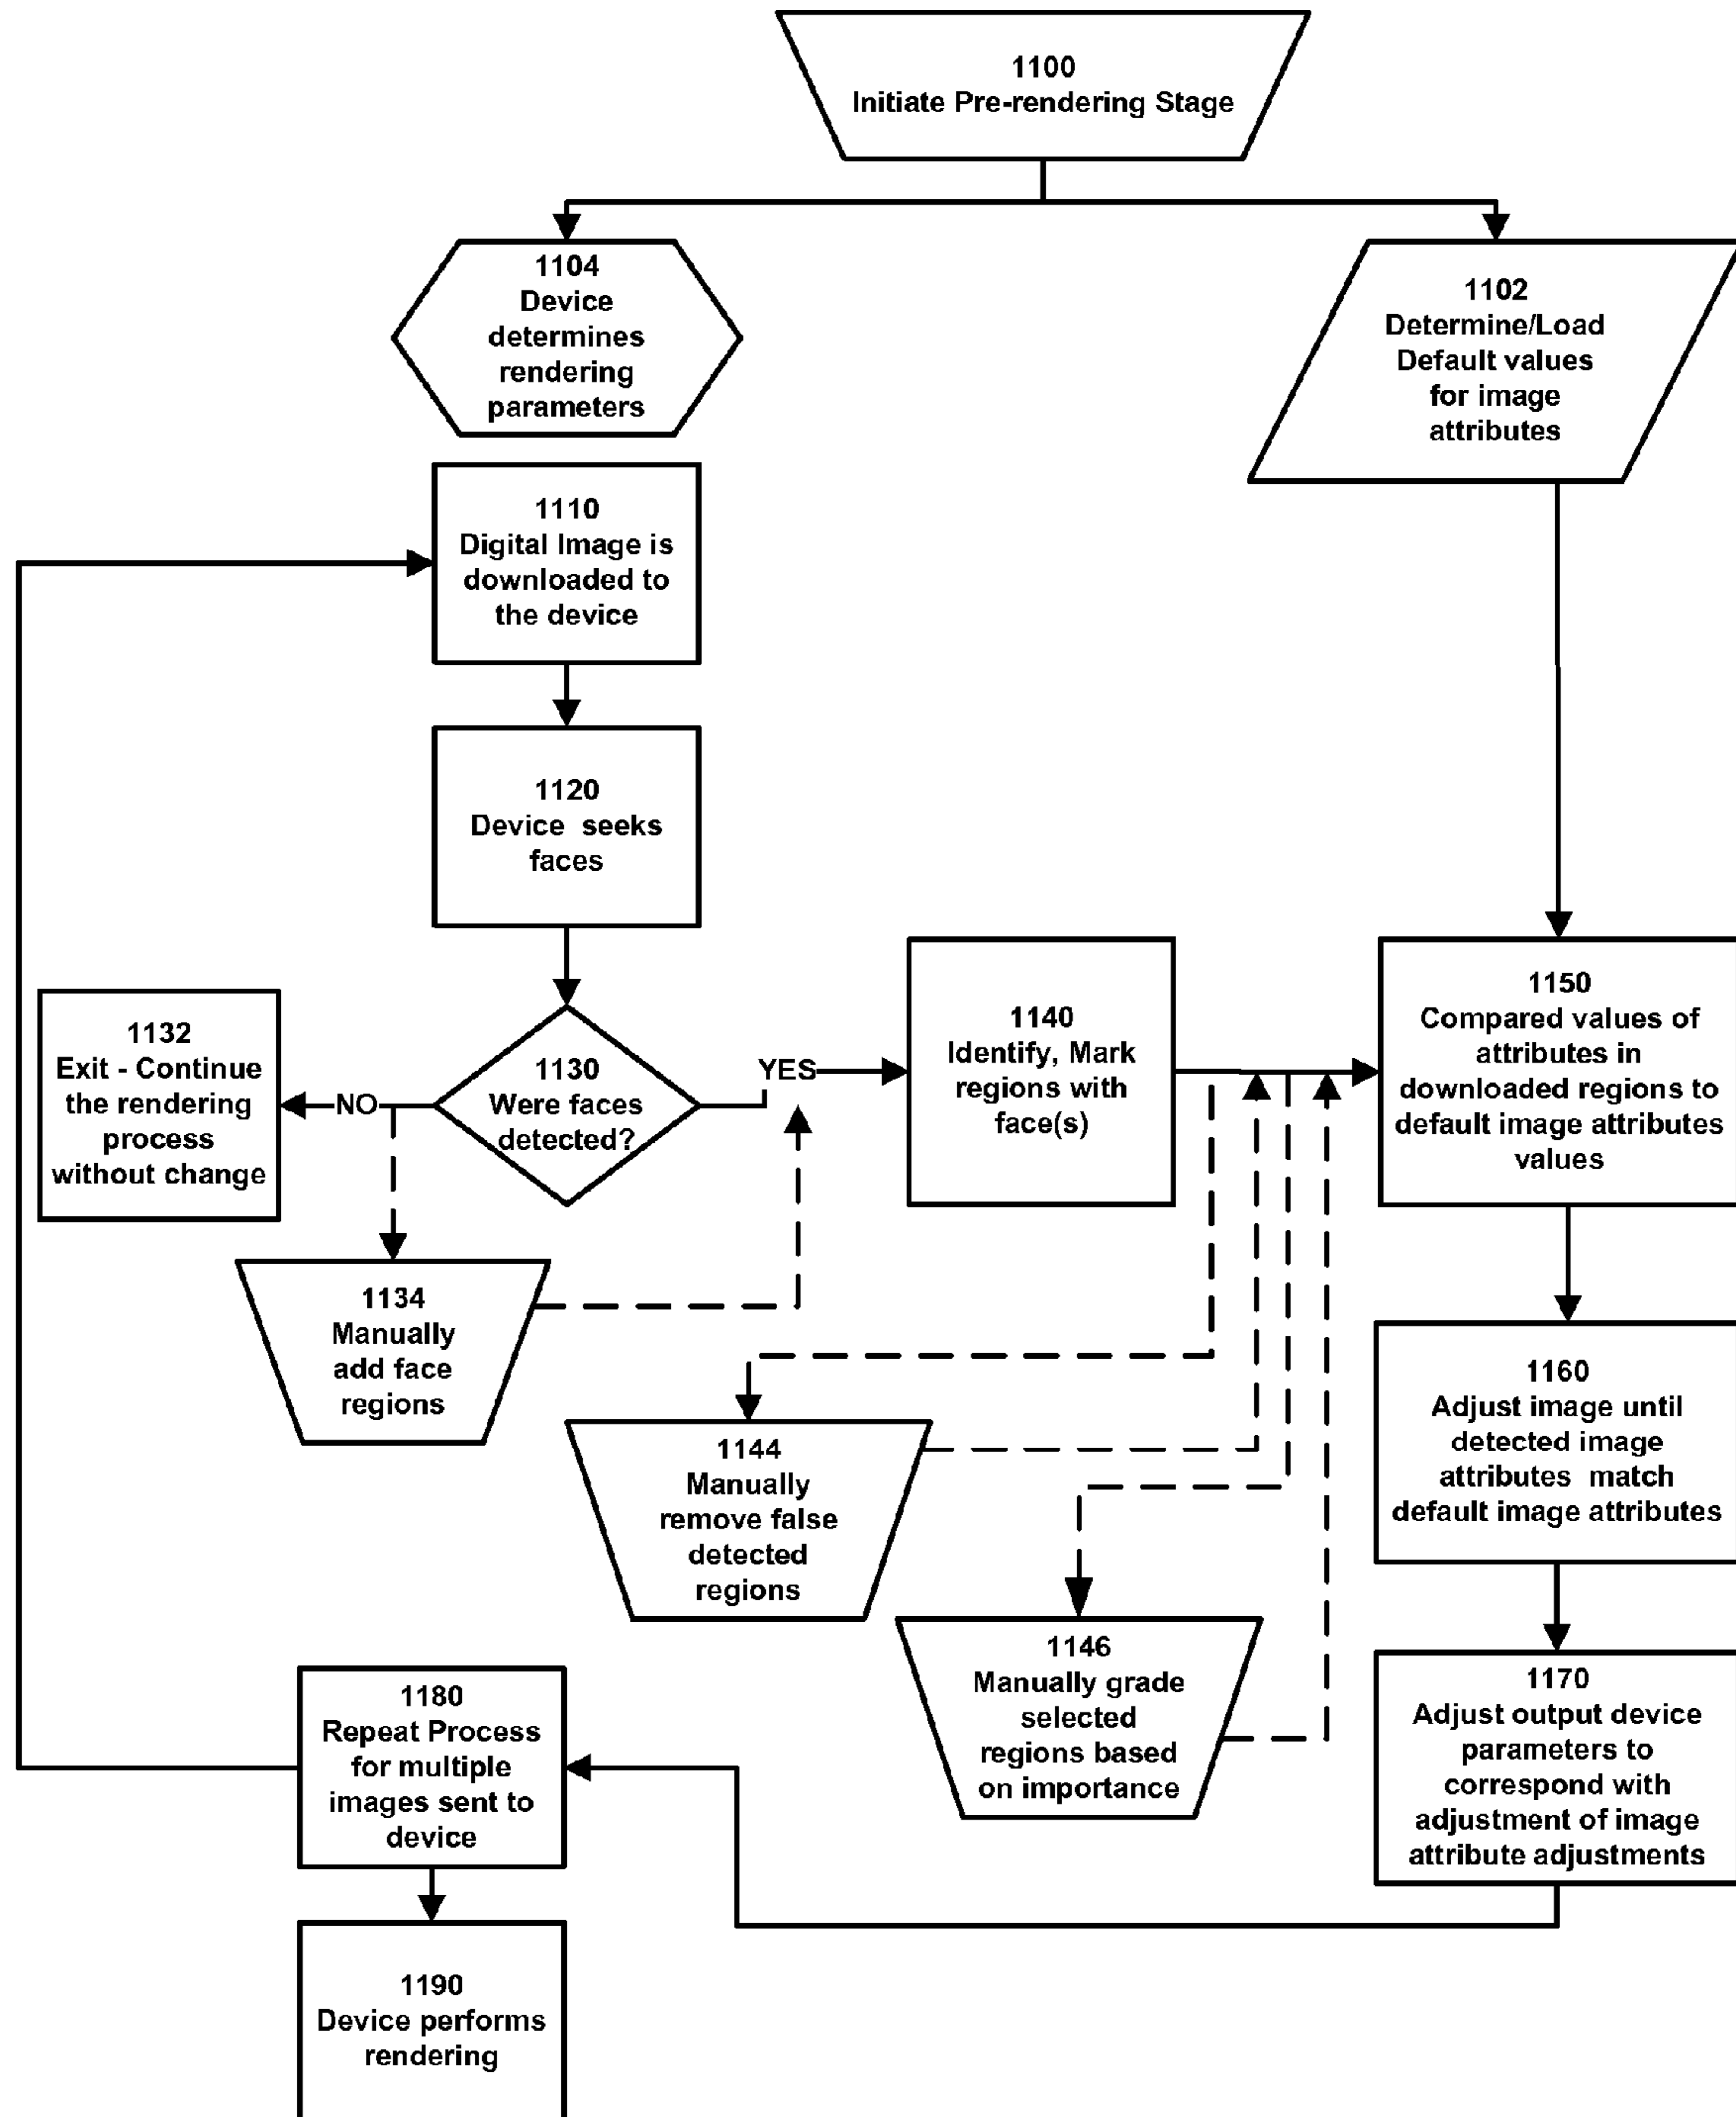 1100
Initiate Pre-rendering Stage
1104
Device
determines
rendering
parameters
1102
Determine/Load
Default values
for image
attributes
1110
Digital Image is
downloaded to
the device
1120
Device seeks
faces
1132
Exit - Continue
the rendering
process
without change
NO
1130
Were faces
detected?
YES
1140
Identify, Mark
regions with
face(s)
1150
Compared values of
attributes in
downloaded regions to
default image attributes
values
1134
Manually
add face
regions
1144
Manually
remove false
detected
regions
1160
Adjust image until
detected image
attributes match
default image attributes
1146
Manually grade
selected
regions based
on importance
1170
Adjust output device
parameters to
correspond with
adjustment of image
attribute adjustments
1180
Repeat Process
for multiple
images sent to
device
1190
Device performs
rendering